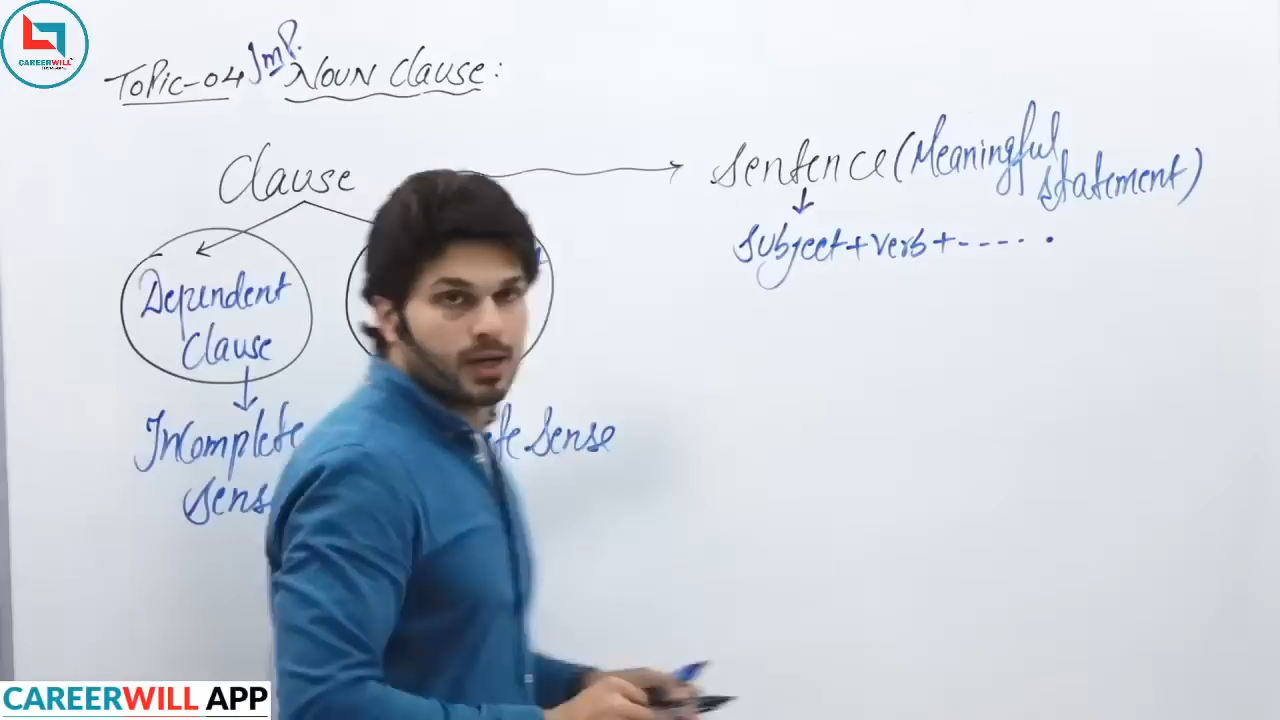 CAREERWILL
Topic-04 Imp. Noun Clause:
Clause
Sentence (Meaningful
statement)
Subject + verb + - - - - .
Dependent
Clause
Incomplete
sense
CAREERWILL APP